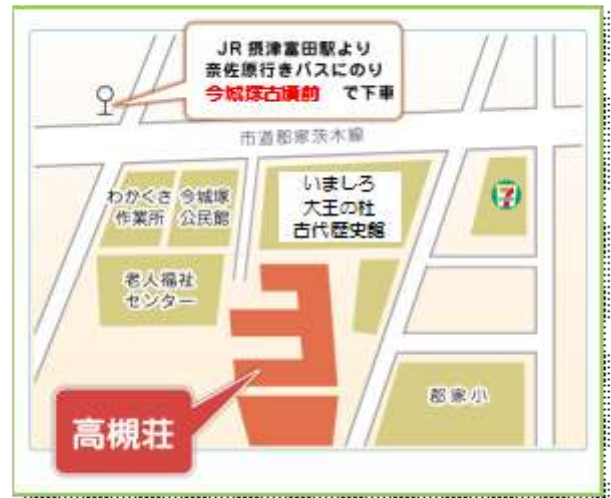 JR 摂津富田駅より
奈佐原行きバスにのり
今城塚古墳前 で下車
市道郡家茨木線
わかくさ
作業所
今城塚
公民館
いましろ
大王の杜
古代歴史館
7
老人福祉
センター
郡家小
高槻荘